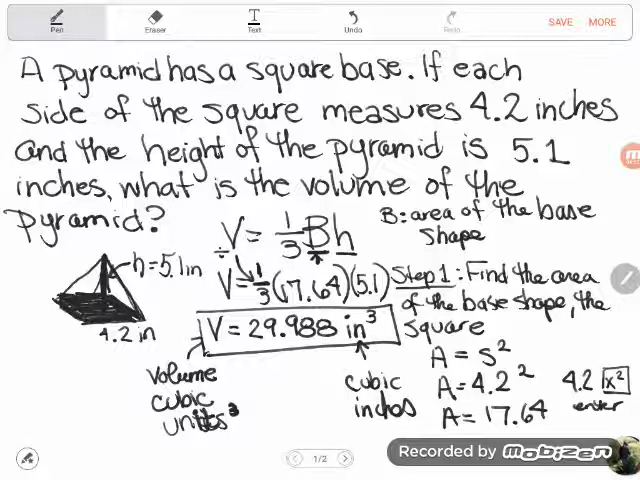 Pen
Eraser
Text
Undo
Redo
SAVE
MORE
A pyramid has a square base. If each
side of the square measures 4.2 inches
and the height of the pyramid is 5.1
inches, what is the volume of the
pyramid?
B: area of the base
shape
V = 1/3 Bh
h = 5.1 in
4.2 in
V = 1/3 (17.64)(5.1)
V = 29.988 in³
Step 1: Find the area
of the base shape, the
square
A = s²
A = 4.2²
A = 17.64
4.2 x²
enter
volume
cubic
units³
cubic
inches
1/2
Recorded by Mobizen